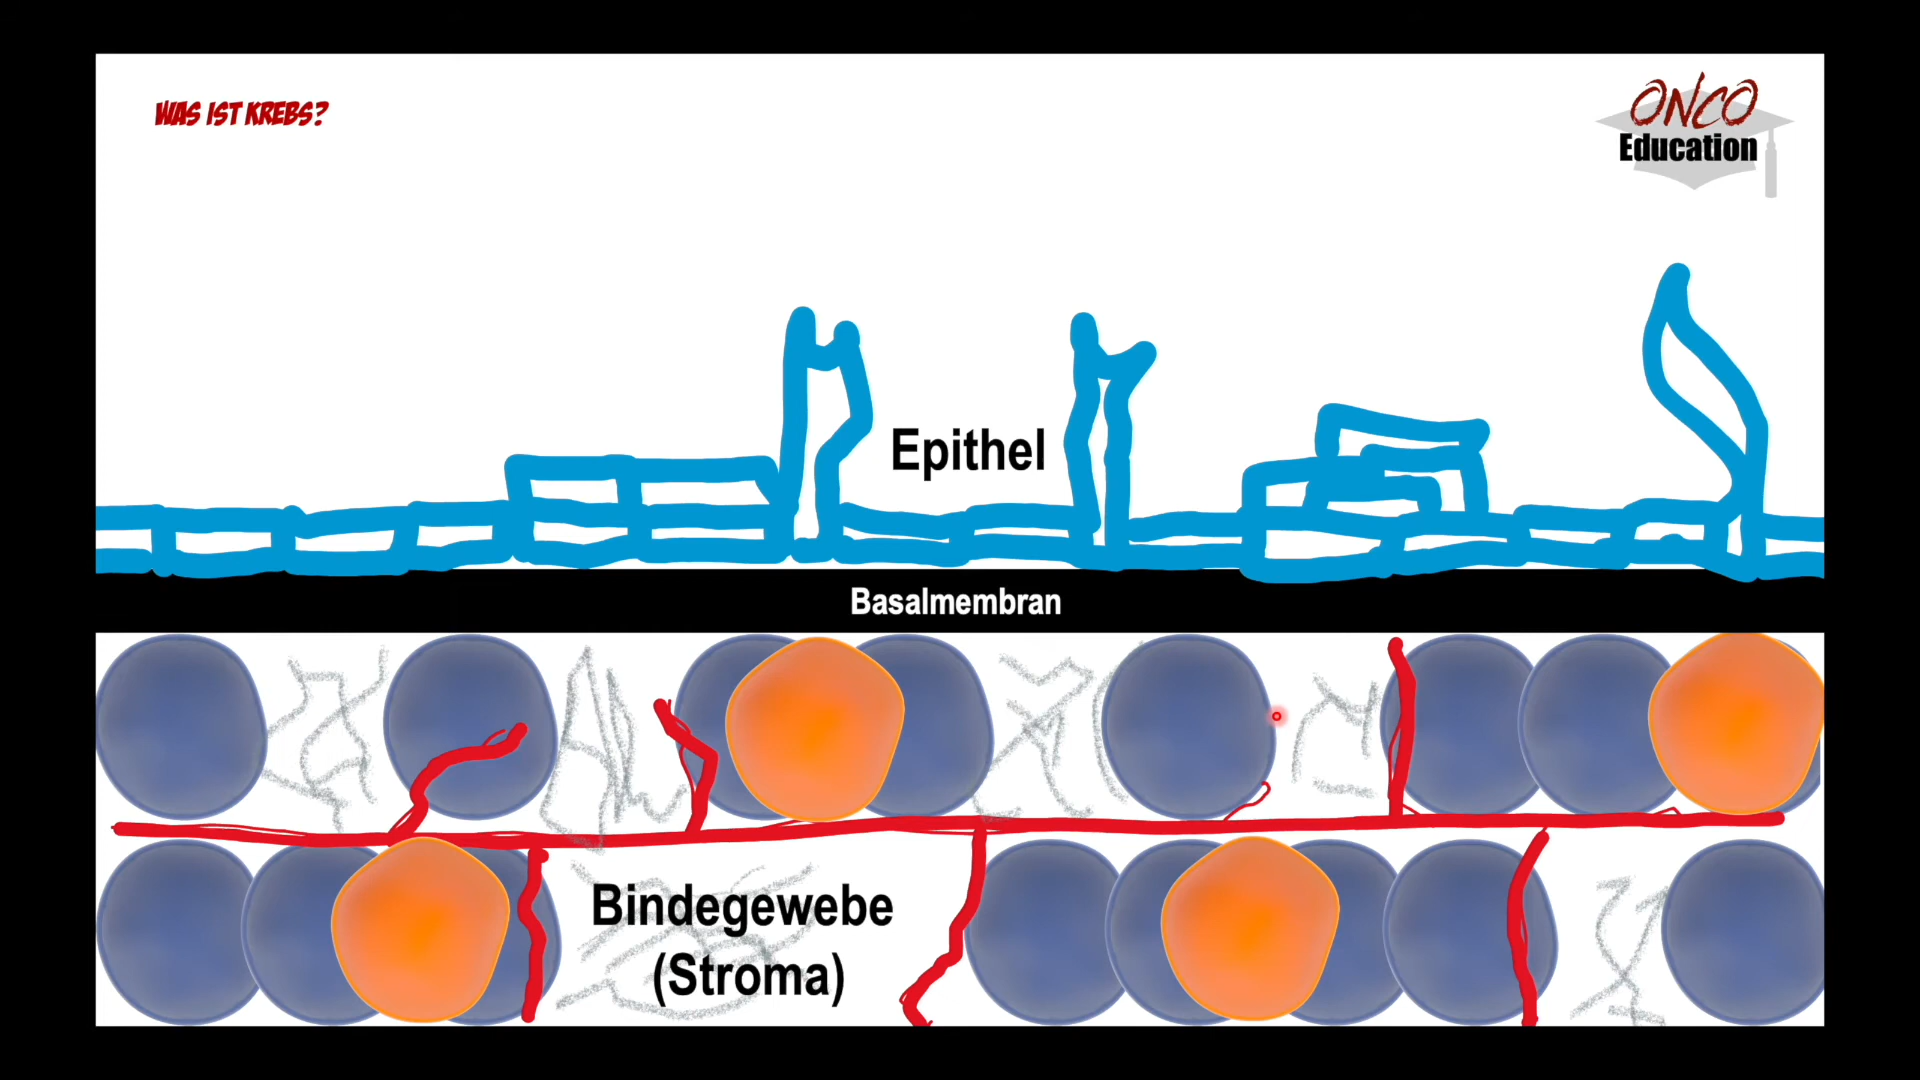 WAS IST KREBS?
ONCO
Education
Epithel
Basalmembran
Bindegewebe
(Stroma)